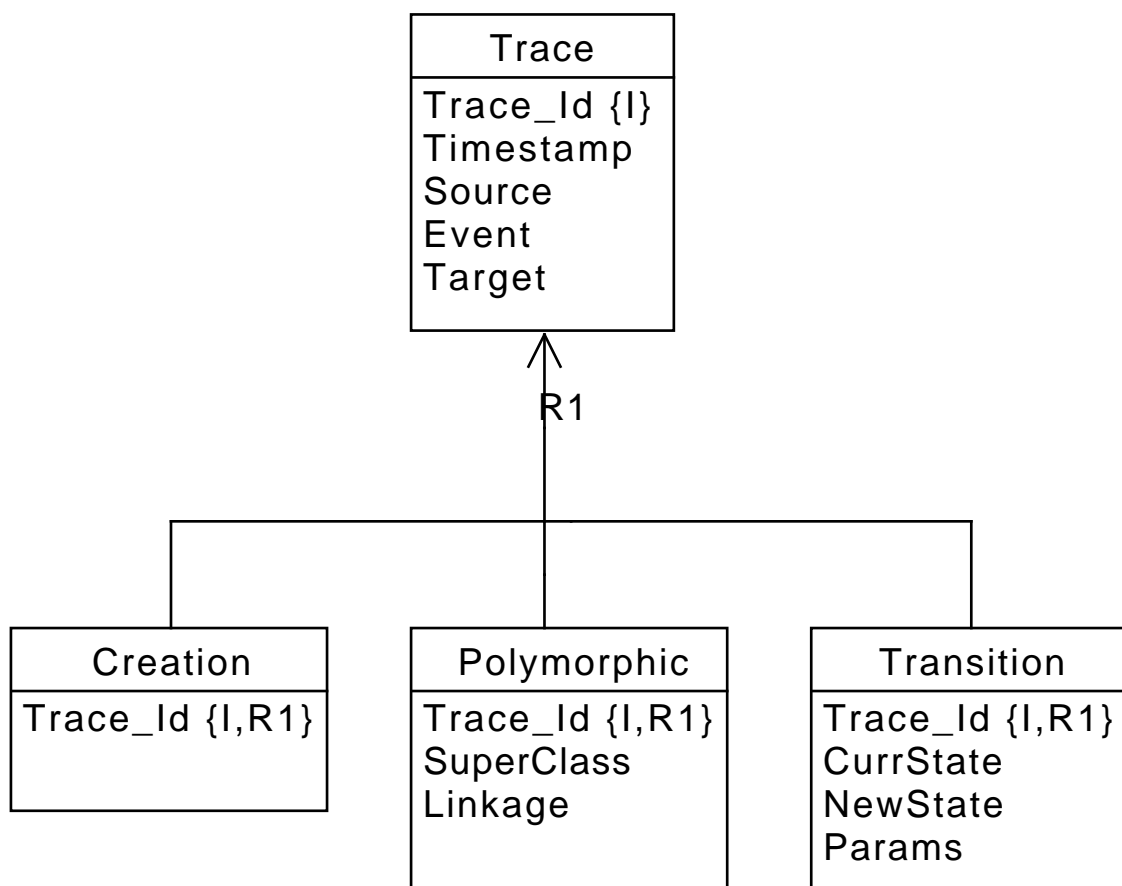 Trace
Trace_Id {I}
Timestamp
Source
Event
Target
R1
Creation
Trace_Id {I,R1}
Polymorphic
Trace_Id {I,R1}
SuperClass
Linkage
Transition
Trace_Id {I,R1}
CurrState
NewState
Params